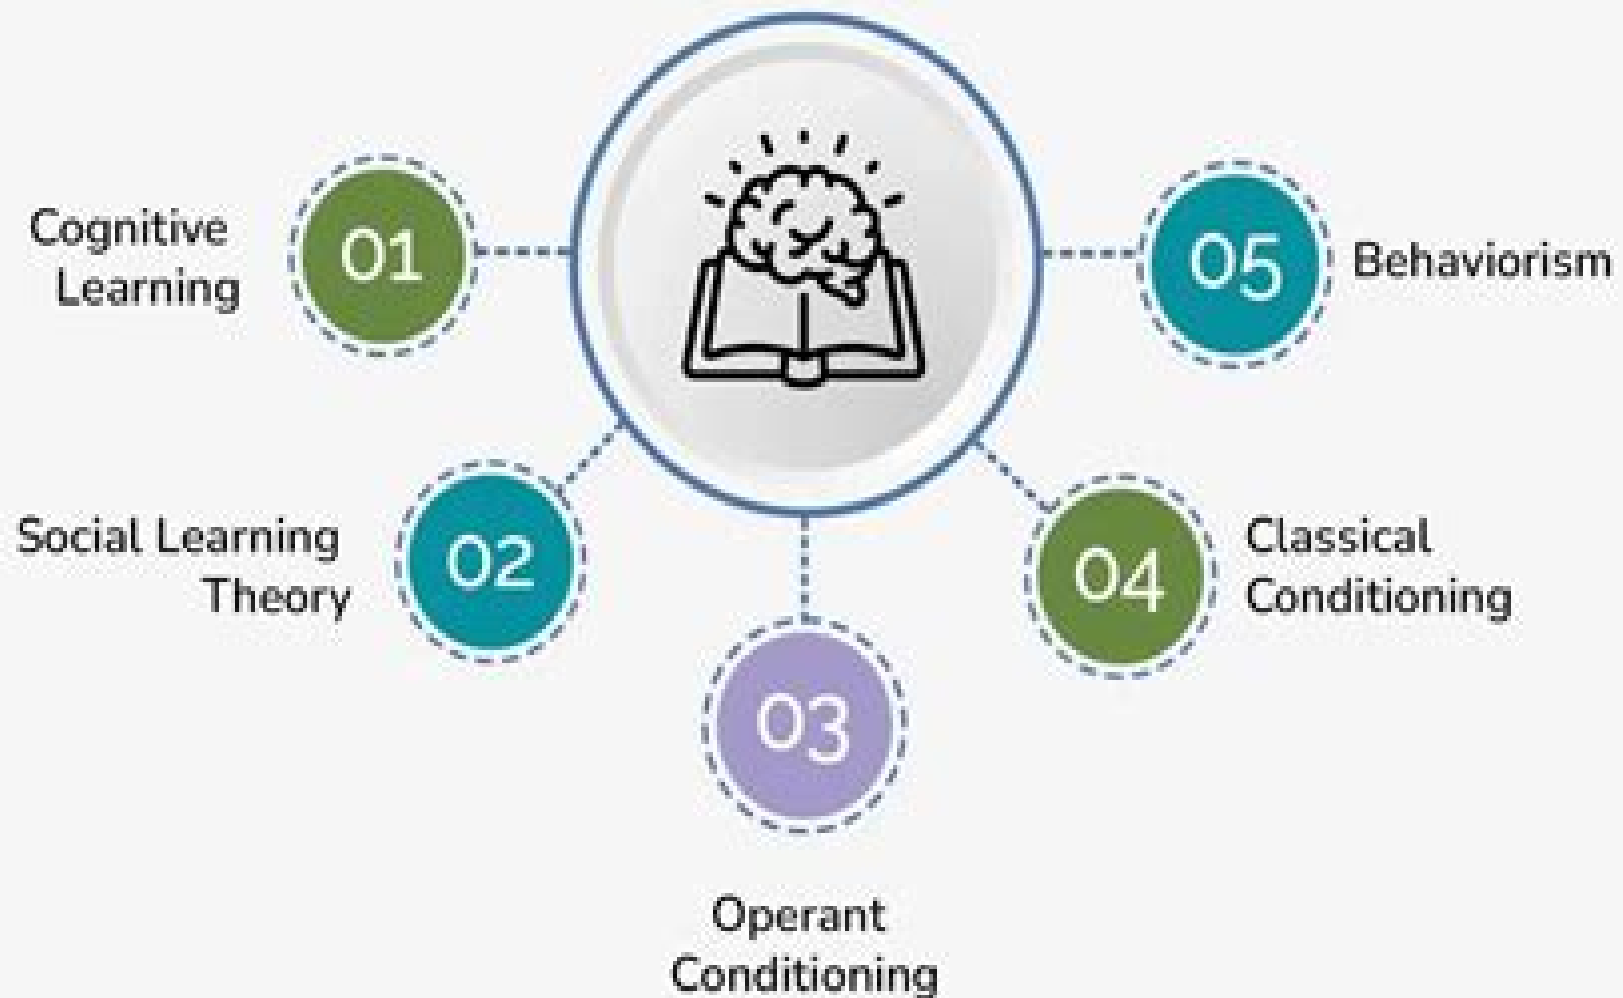 01
Cognitive
Learning
02
Social Learning
Theory
03
Operant
Conditioning
04
Classical
Conditioning
05
Behaviorism